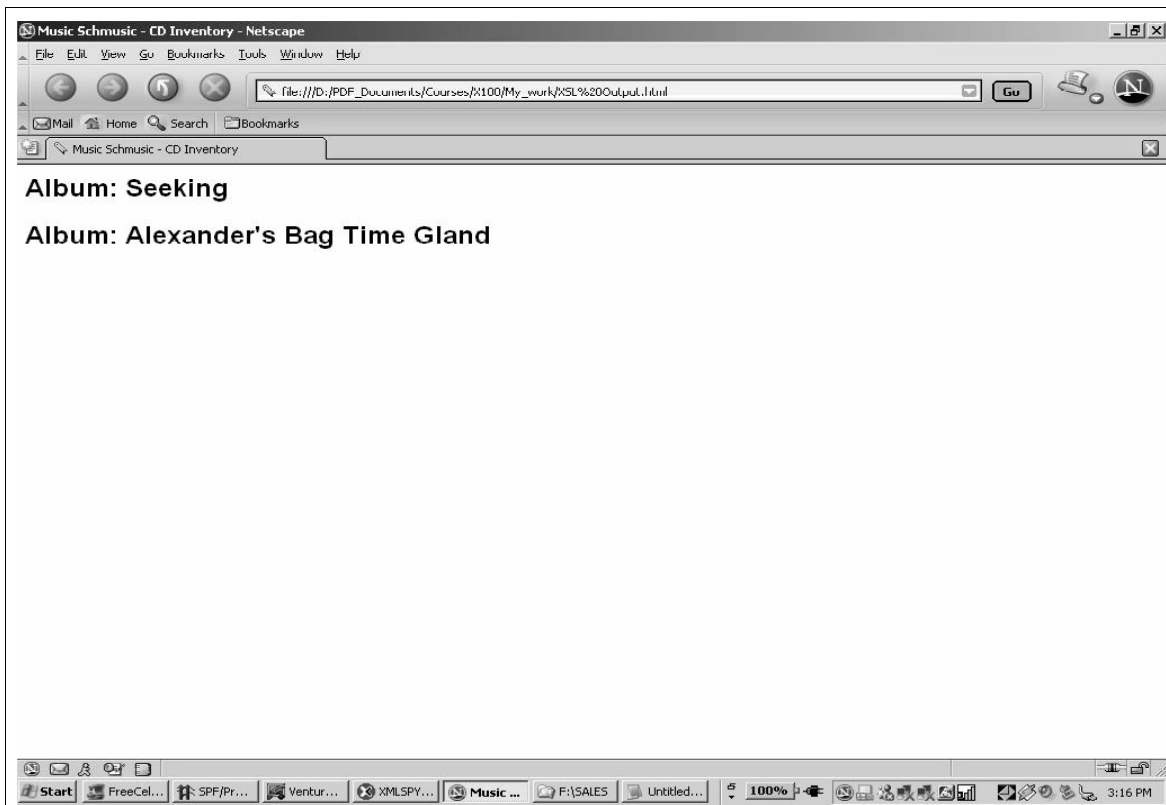 Music Schmusic - CD Inventory - Netscape
File Edit View Go Bookmarks Tools Window Help
file:///D:/PDF_Documents/Courses/X100/My_work/XSL%20Output.html Go
Mail Home Search Bookmarks
Music Schmusic - CD Inventory
Album: Seeking
Album: Alexander's Bag Time Gland
Start FreeCel... SPF/Pr... Ventur... XMLSPY... Music ... F:\SALES Untitled... 100% 3:16 PM